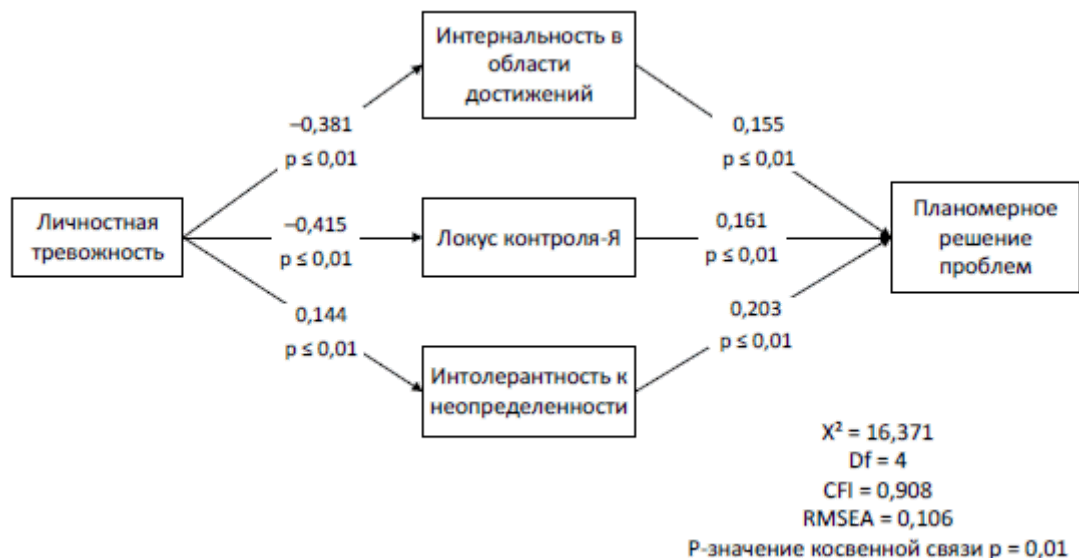 Интернальность в
области
достижений
–0,381
p ≤ 0,01
0,155
p ≤ 0,01
Личностная
тревожность
–0,415
p ≤ 0,01
Локус контроля-Я
0,161
p ≤ 0,01
Планомерное
решение
проблем
0,144
p ≤ 0,01
0,203
p ≤ 0,01
Интолерантность к
неопределенности
X² = 16,371
Df = 4
CFI = 0,908
RMSEA = 0,106
P-значение косвенной связи p = 0,01